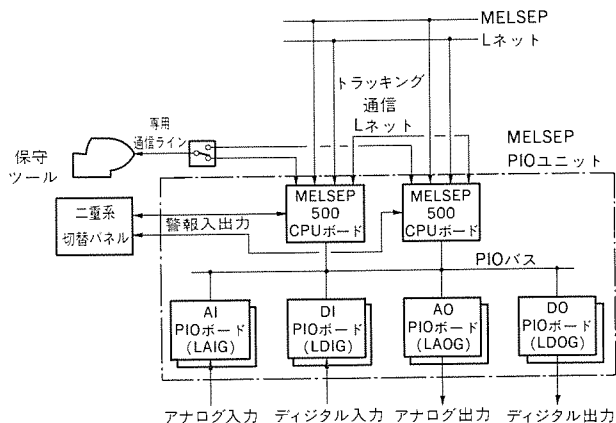 MELSEP
Lネット
トラッキング
通信
Lネット
専用
通信ライン
保守
ツール
MELSEP
PIOユニット
MELSEP
500
CPUボード
MELSEP
500
CPUボード
二重系
切替パネル
警報入出力
PIOバス
AI
PIOボード
(LAIG)
DI
PIOボード
(LDIG)
AO
PIOボード
(LAOG)
DO
PIOボード
(LDOG)
アナログ入力
ディジタル入力
アナログ出力
ディジタル出力